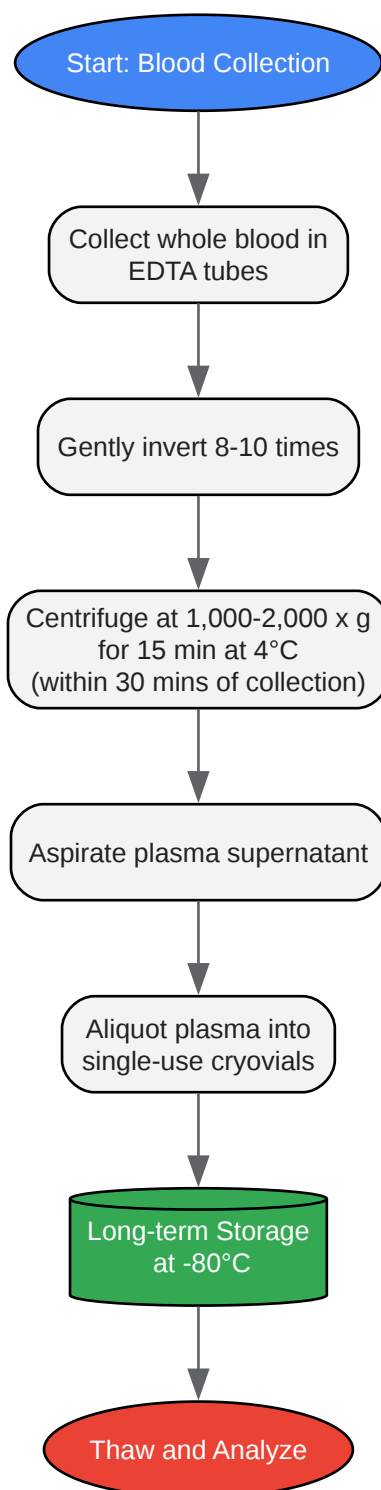 Start: Blood Collection
Collect whole blood in
EDTA tubes
Gently invert 8-10 times
Centrifuge at 1,000-2,000 x g
for 15 min at 4°C
(within 30 mins of collection)
Aspirate plasma supernatant
Aliquot plasma into
single-use cryovials
Long-term Storage
at -80°C
Thaw and Analyze